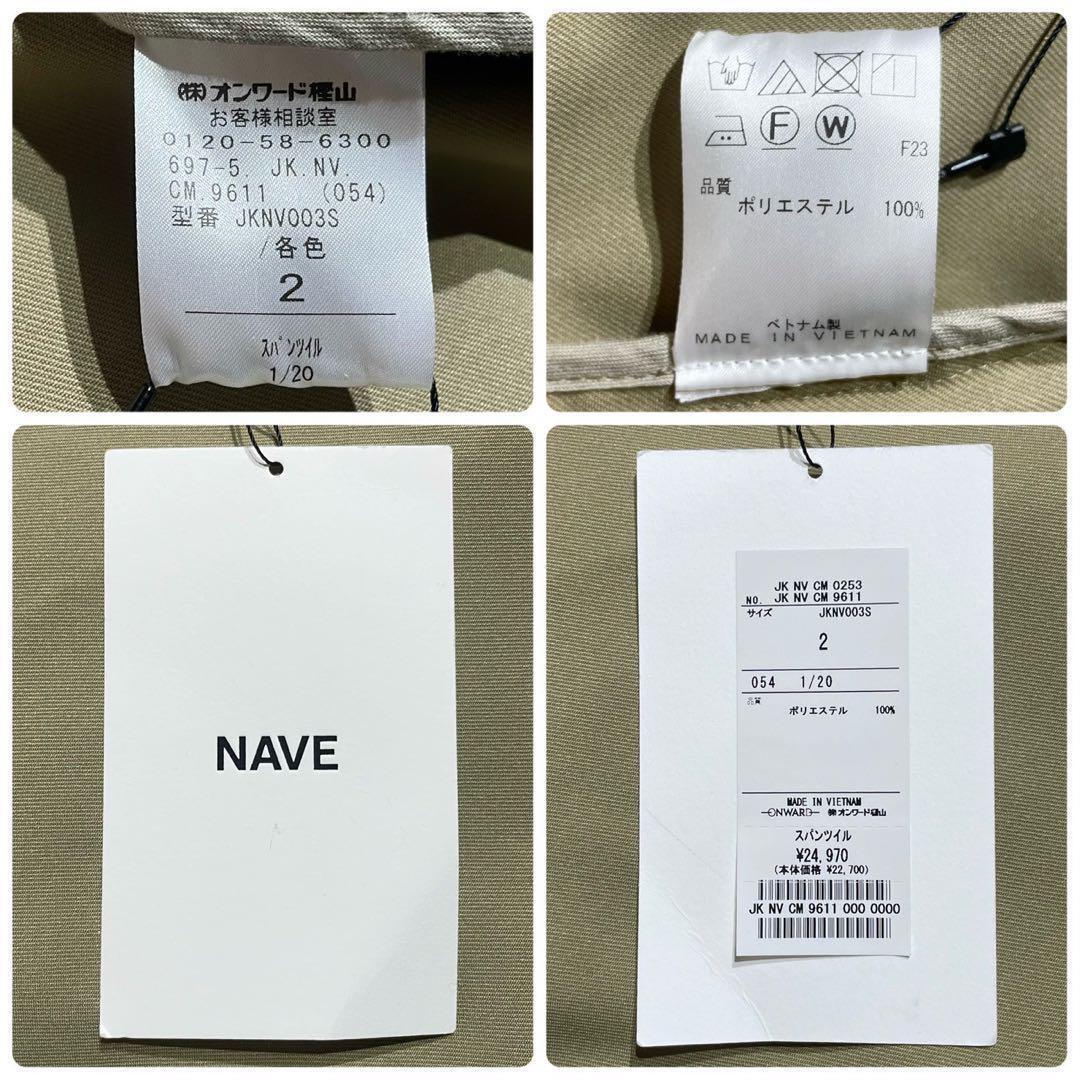 (株)オンワード樫山
お客様相談室
0120-58-6300
697-5. JK.NV.
CM.9611 (054)
型番 JKNV003S
/各色
2
スパンツイル
1/20
F
W
F23
品質
ポリエステル 100%
ベトナム製
MADE IN VIETNAM
NAVE
JK NV CM 0253
NO. JK NV CM 9611
サイズ JKNV003S
2
054 1/20
品質
ポリエステル 100%
MADE IN VIETNAM
ONWARD 株式会社オンワード樫山
スパンツイル
¥24,970
(本体価格 ¥22,700)
JK NV CM 9611 000 0000